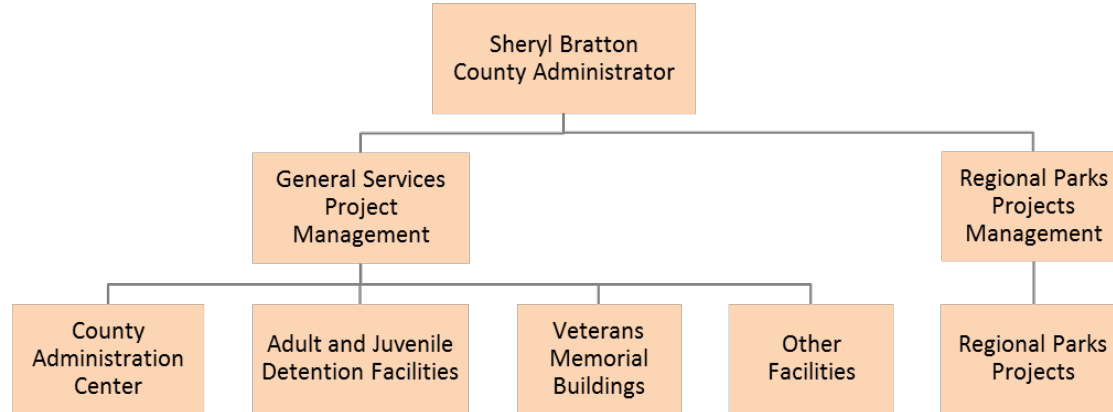 Sheryl Bratton
County Administrator
General Services
Project
Management
Regional Parks
Projects
Management
County
Administration
Center
Adult and Juvenile
Detention Facilities
Veterans
Memorial
Buildings
Other
Facilities
Regional Parks
Projects